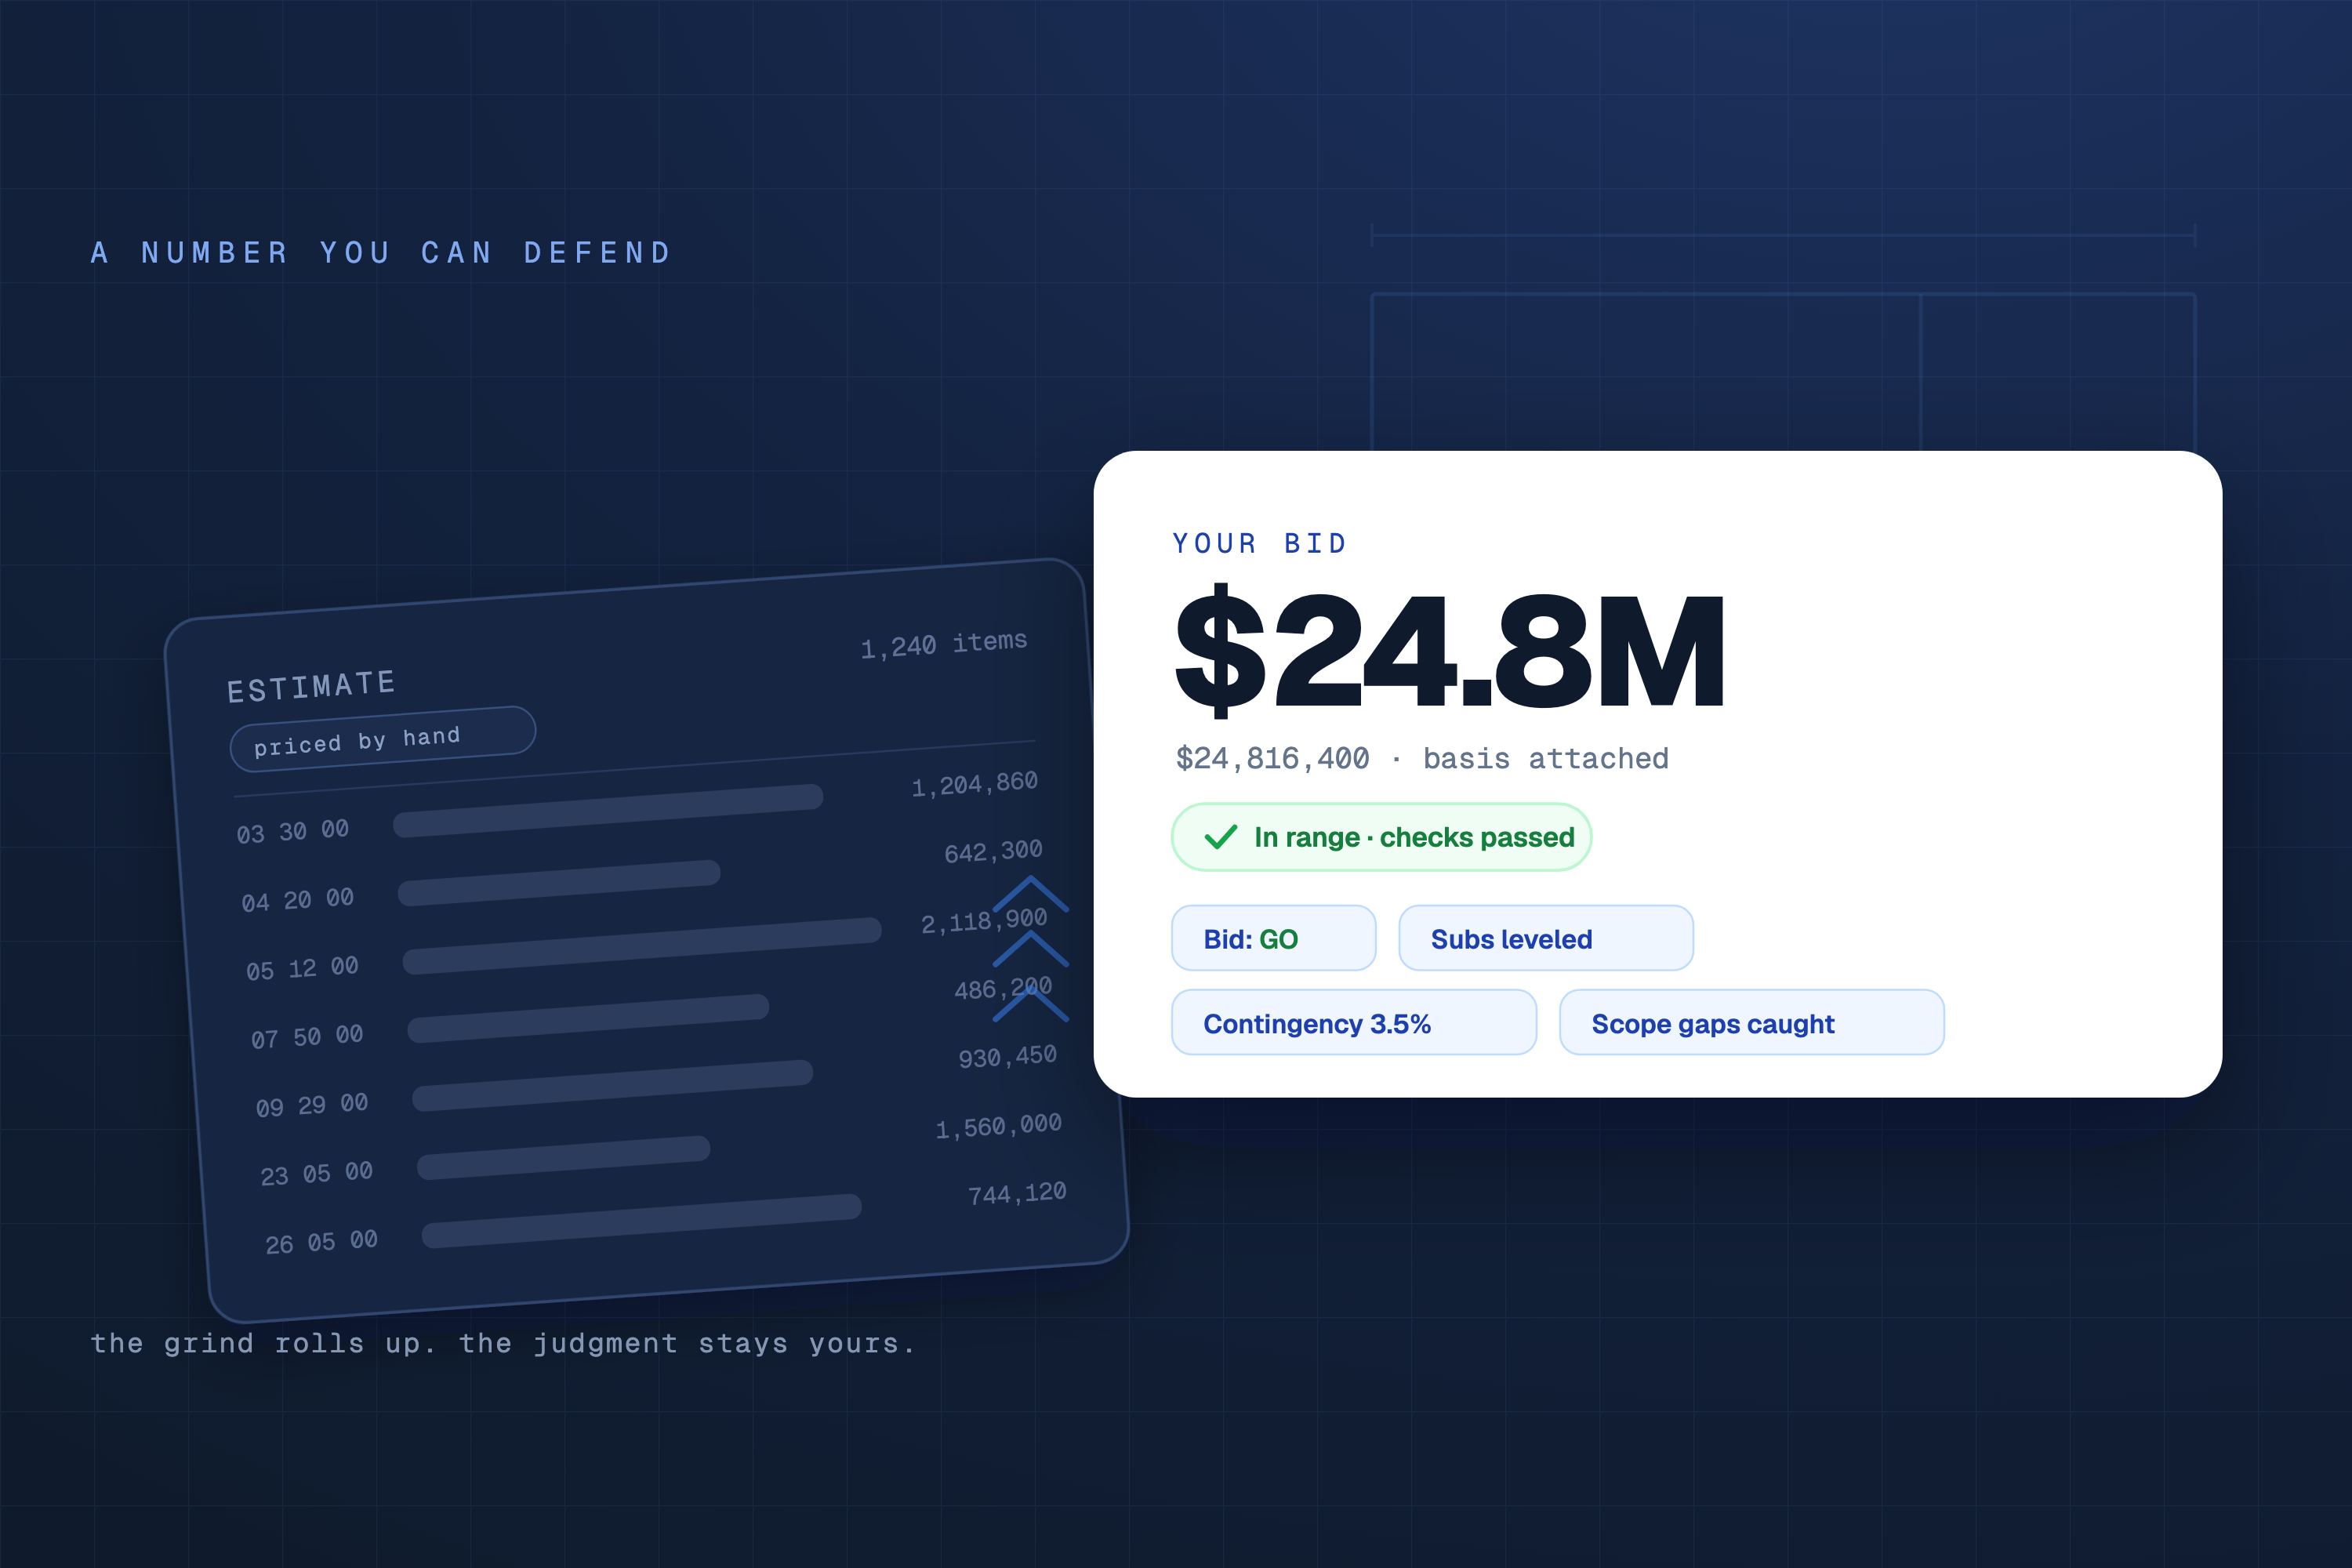 A NUMBER YOU CAN DEFEND
ESTIMATE
1,240 items
priced by hand
03 30 00 1,204,860
04 20 00 642,300
05 12 00 2,118,900
07 50 00 486,200
09 29 00 930,450
23 05 00 1,560,000
26 05 00 744,120
YOUR BID
$24.8M
$24,816,400 · basis attached
In range · checks passed
Bid: GO
Subs leveled
Contingency 3.5%
Scope gaps caught
the grind rolls up. the judgment stays yours.